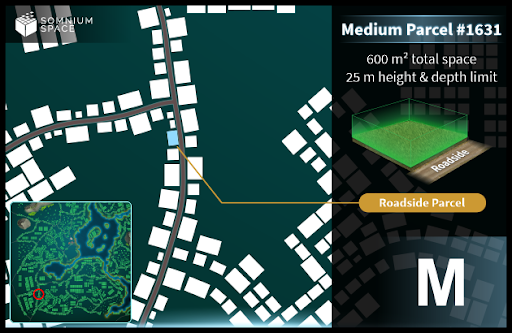 SOMNIUM
SPACE
Medium Parcel #1631
600 m² total space
25 m height & depth limit
Roadside
Roadside Parcel
M